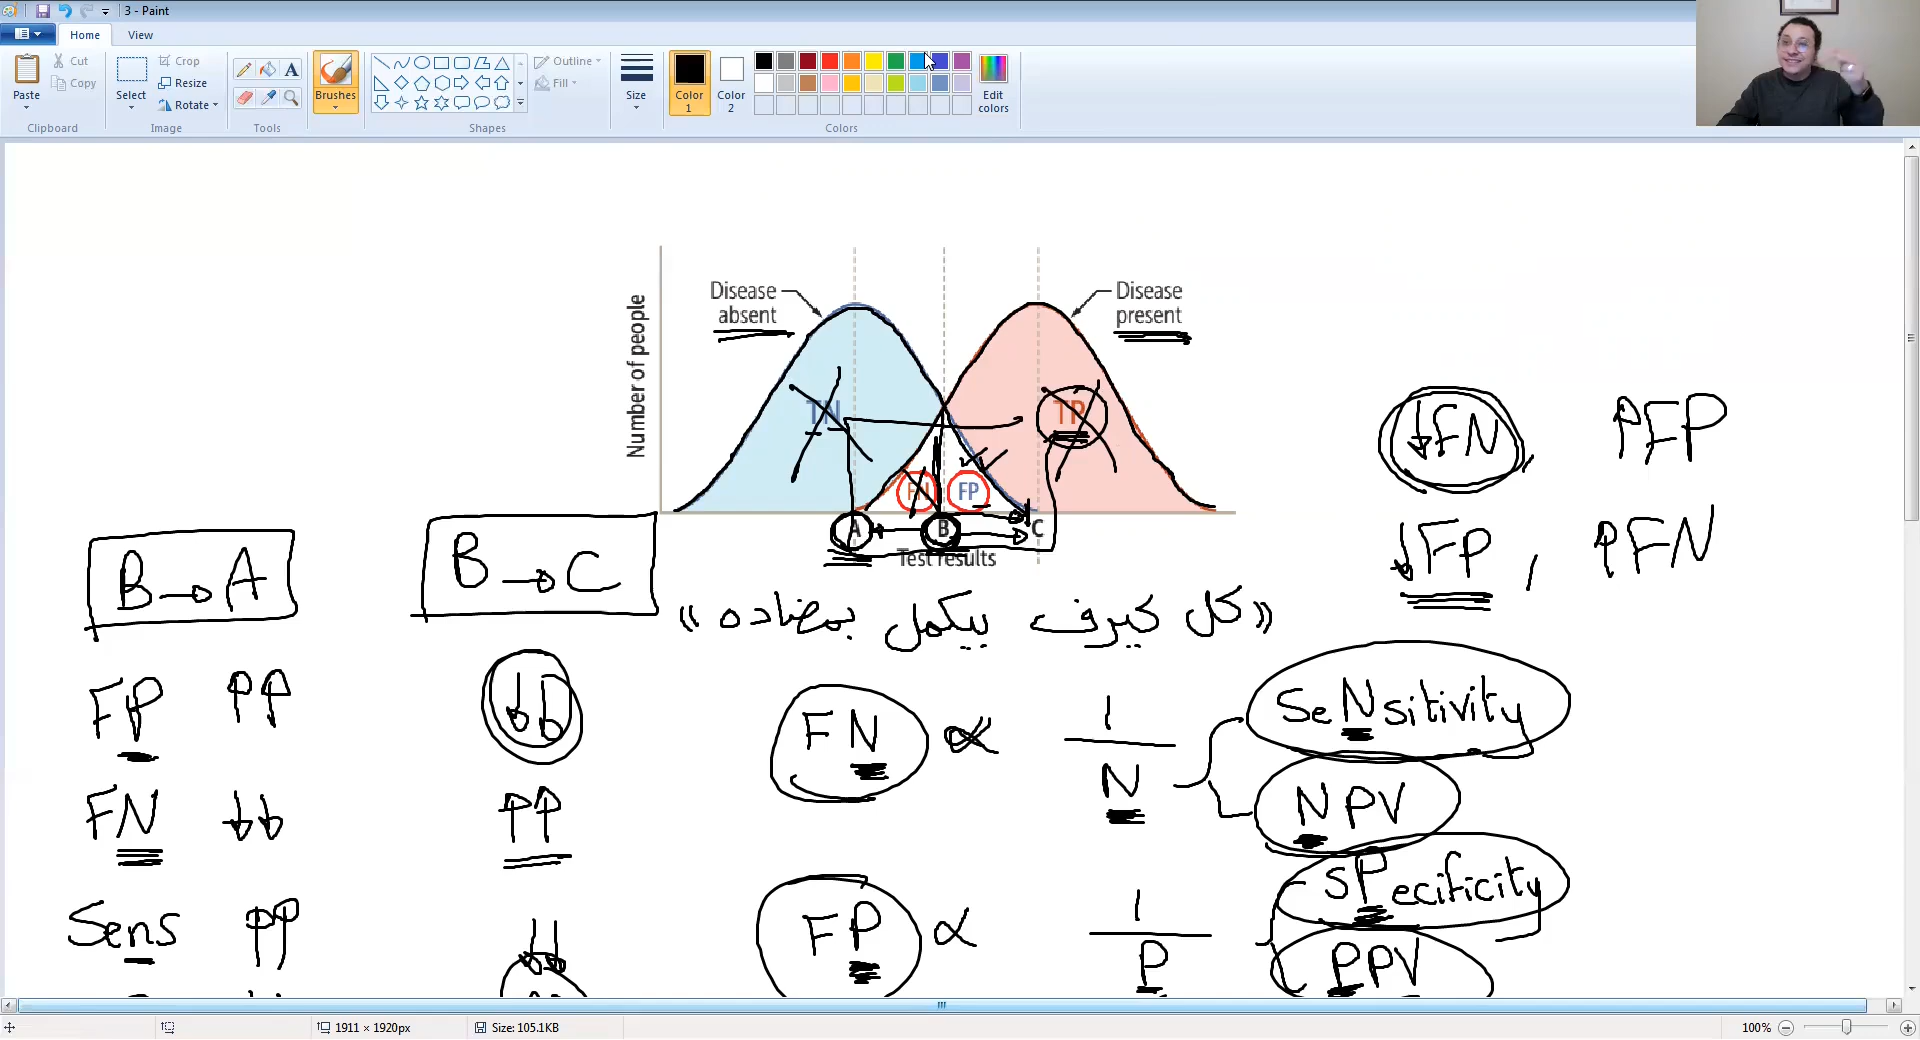 3 - Paint
Home View
Paste Cut Copy Clipboard
Select Crop Resize Rotate Image
A Tools
Brushes
Outline Fill Shapes
Size
Color 1
Color 2
Edit colors
Colors
Number of people
Disease absent
Disease present
TN TP
FN FP
A B C
Test results
↓FN, ↑FP
↓FP, ↑FN
B → A
B → C
»كل حيرف بيكمل بمضاده«
FP ↑↑ ↓↓
FN ↓↓ ↑↑
Sens ↑↑ ↓↓
FN ∝ 1/N SeNsitivity
NPV
FP ∝ 1/P sPecificity
PPV
1911 × 1920px Size: 105.1KB 100%